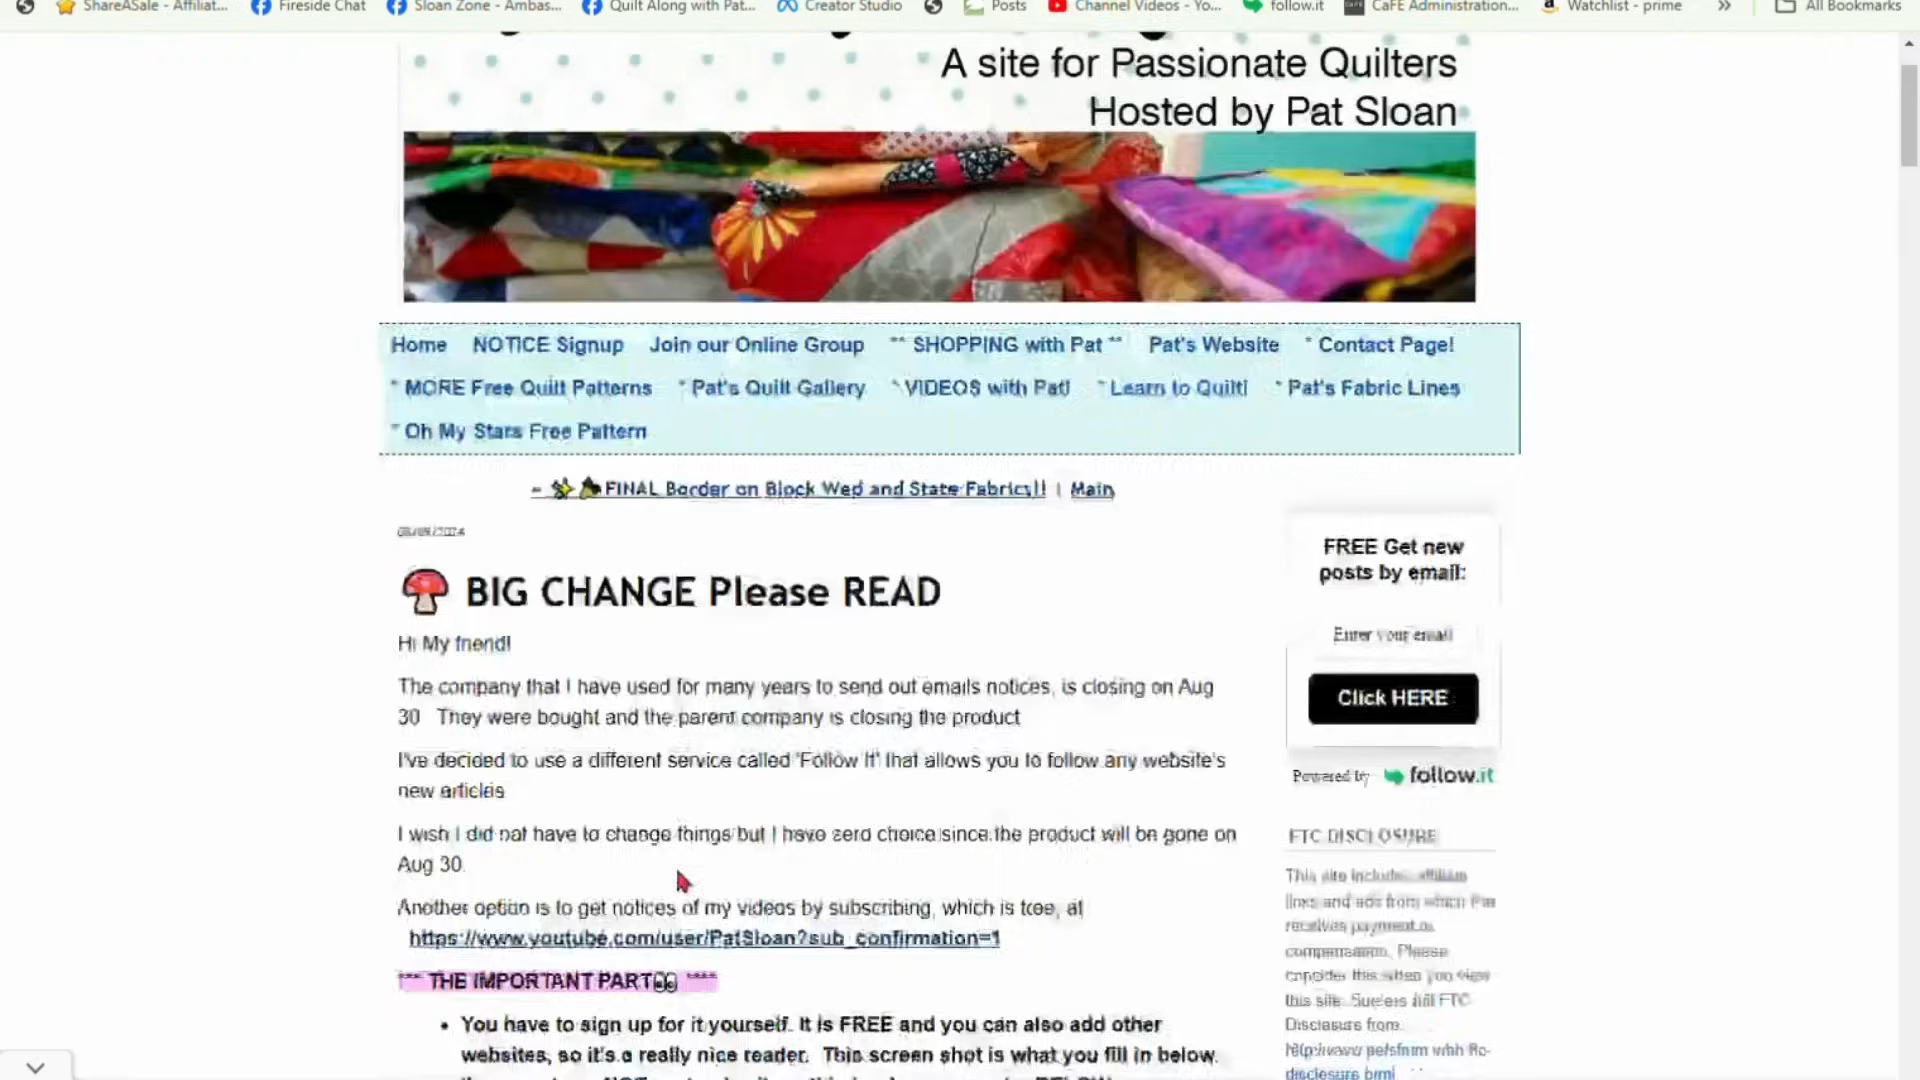 ShareASale - Affiliat...
Fireside Chat
Sloan Zone - Ambas...
Quilt Along with Pat...
Creator Studio
Posts
Channel Videos - Yo...
follow.it
CaFE Administration...
Watchlist - prime
»
All Bookmarks
A site for Passionate Quilters
Hosted by Pat Sloan
Home NOTICE Signup Join our Online Group ** SHOPPING with Pat ** Pat's Website * Contact Page!
* MORE Free Quilt Patterns * Pat's Quilt Gallery * VIDEOS with Pat! * Learn to Quilt! * Pat's Fabric Lines
* Oh My Stars Free Pattern
FINAL Border on Block Wed and State Fabrics!! | Main
🍄 BIG CHANGE Please READ
Hi My friend!
The company that I have used for many years to send out emails notices, is closing on Aug
30 They were bought and the parent company is closing the product
I've decided to use a different service called 'Follow It' that allows you to follow any website's
new articles
I wish I did not have to change things but I have zero choice since the product will be gone on
Aug 30.
Another option is to get notices of my videos by subscribing, which is free, at
https://www.youtube.com/user/PatSloan?sub_confirmation=1
*** THE IMPORTANT PART👀 ****
• You have to sign up for it yourself. It is FREE and you can also add other
websites, so it's a really nice reader. This screen shot is what you fill in below.
FREE Get new
posts by email:
Enter your email
Click HERE
Powered by follow.it
FTC DISCLOSURE
This site includes affiliate
links and ads from which Pat
receives payment or
compensation. Please
consider this when you view
this site. See full FTC
Disclosure from